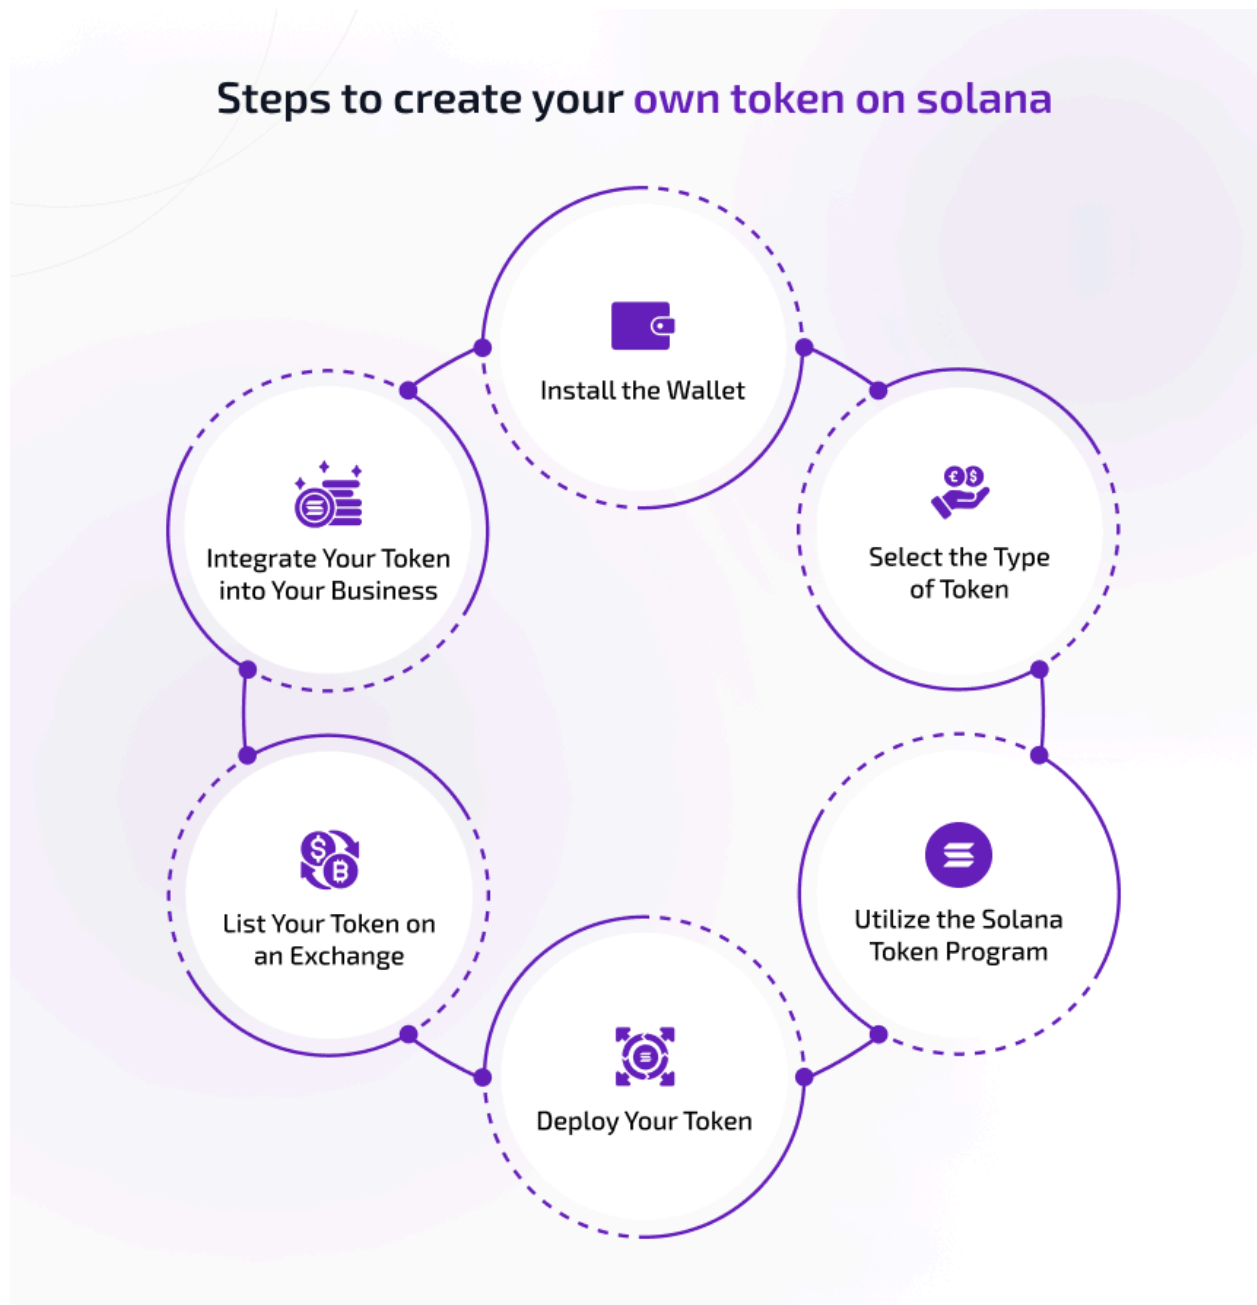 Steps to create your own token on solana
Install the Wallet
Select the Type
of Token
Utilize the Solana
Token Program
Deploy Your Token
List Your Token on
an Exchange
Integrate Your Token
into Your Business